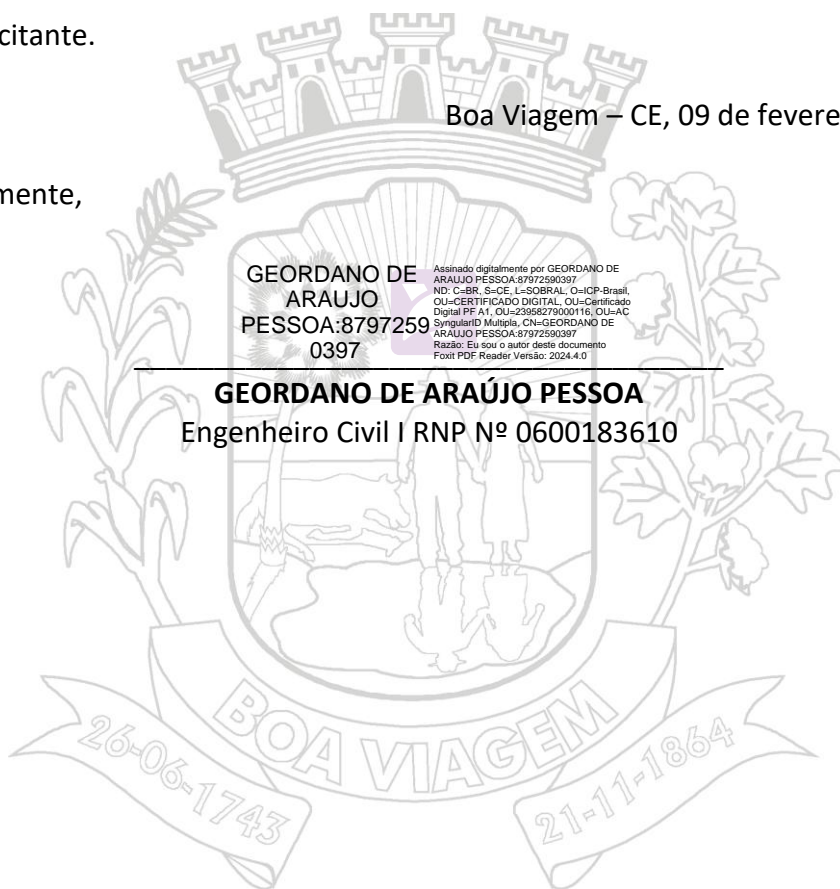 citante.
Boa Viagem – CE, 09 de fevere
mente,
GEORDANO DE
ARAUJO
PESSOA:8797259
0397
Assinado digitalmente por GEORDANO DE
ARAUJO PESSOA:87972590397
ND: C=BR, S=CE, L=SOBRAL, O=ICP-Brasil,
OU=CERTIFICADO DIGITAL, OU=Certificado
Digital PF A1, OU=23958279000116, OU=AC
SyngularID Multipla, CN=GEORDANO DE
ARAUJO PESSOA:87972590397
Razão: Eu sou o autor deste documento
Foxit PDF Reader Versão: 2024.4.0
GEORDANO DE ARAÚJO PESSOA
Engenheiro Civil I RNP Nº 0600183610
BOA VIAGEM
26-06-1743
21-11-1864